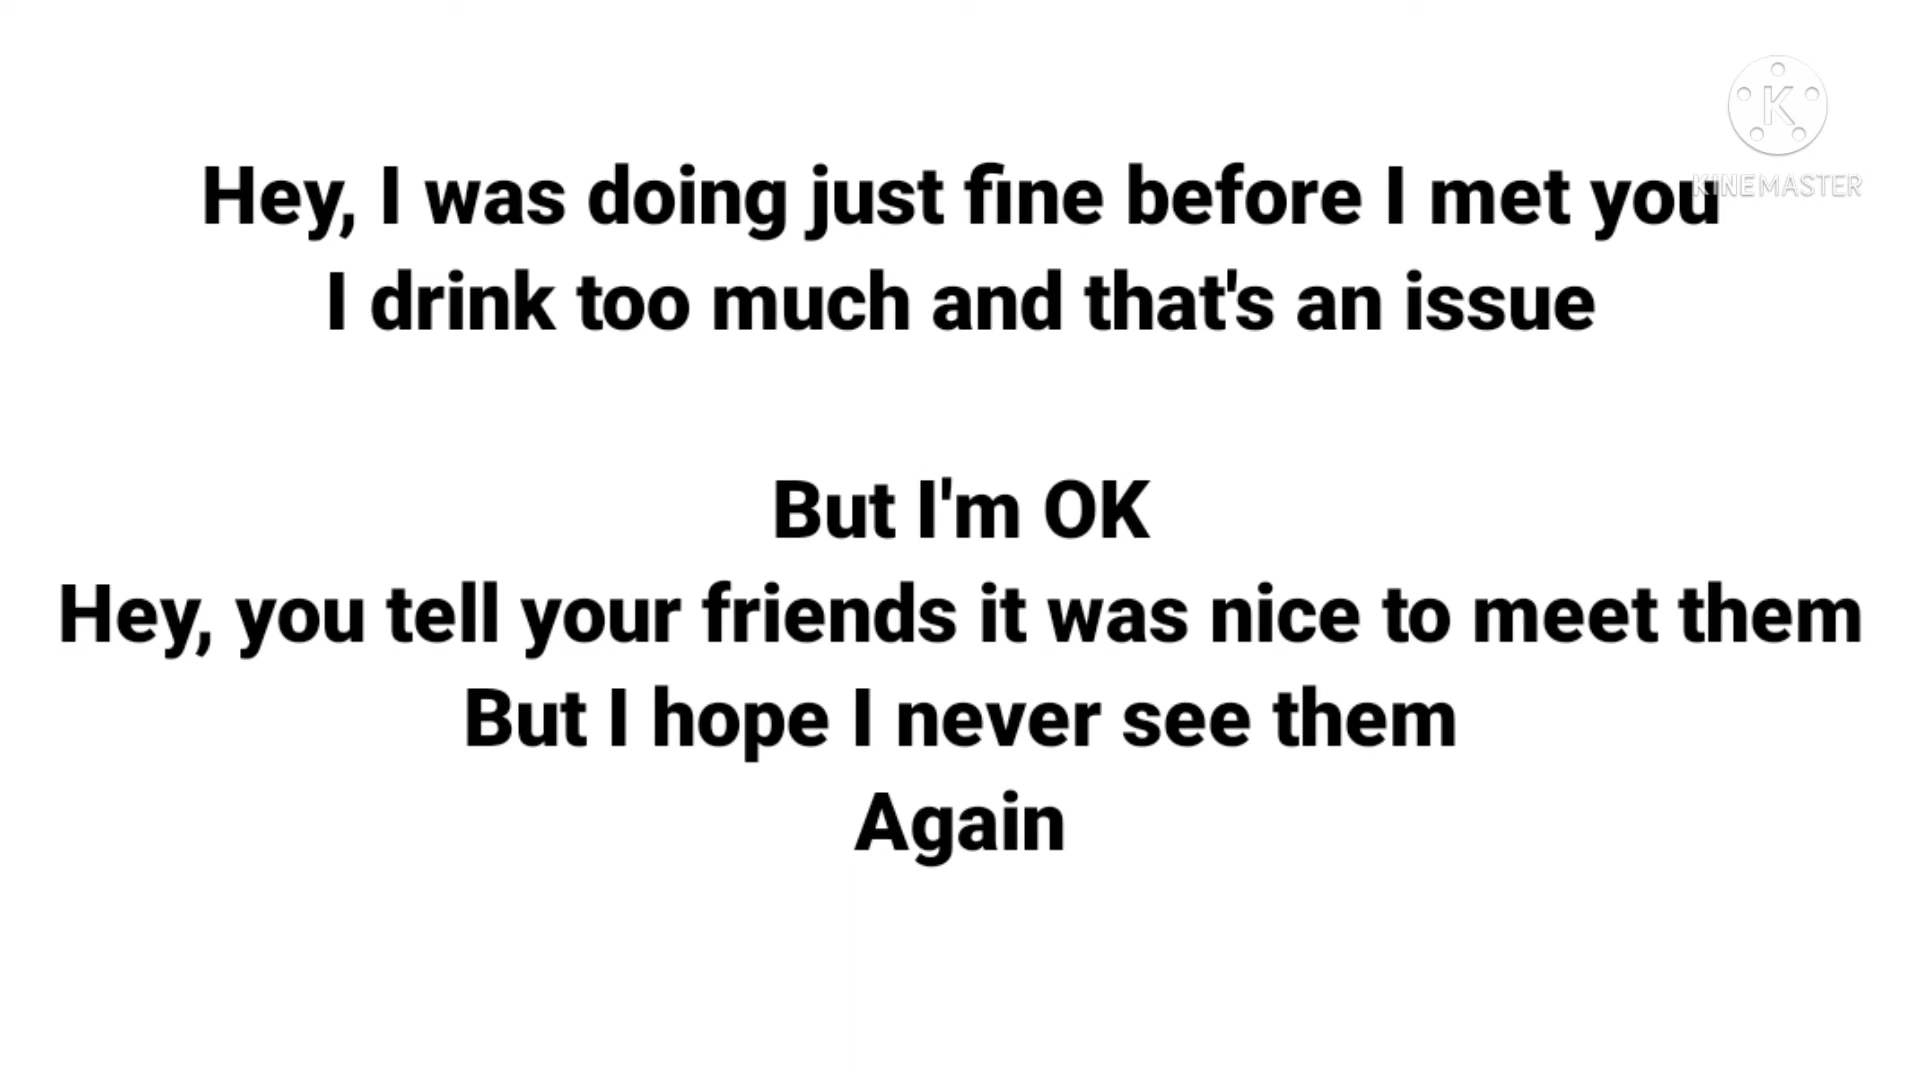 Hey, I was doing just fine before I met you
KINEMASTER
I drink too much and that's an issue
But I'm OK
Hey, you tell your friends it was nice to meet them
But I hope I never see them
Again